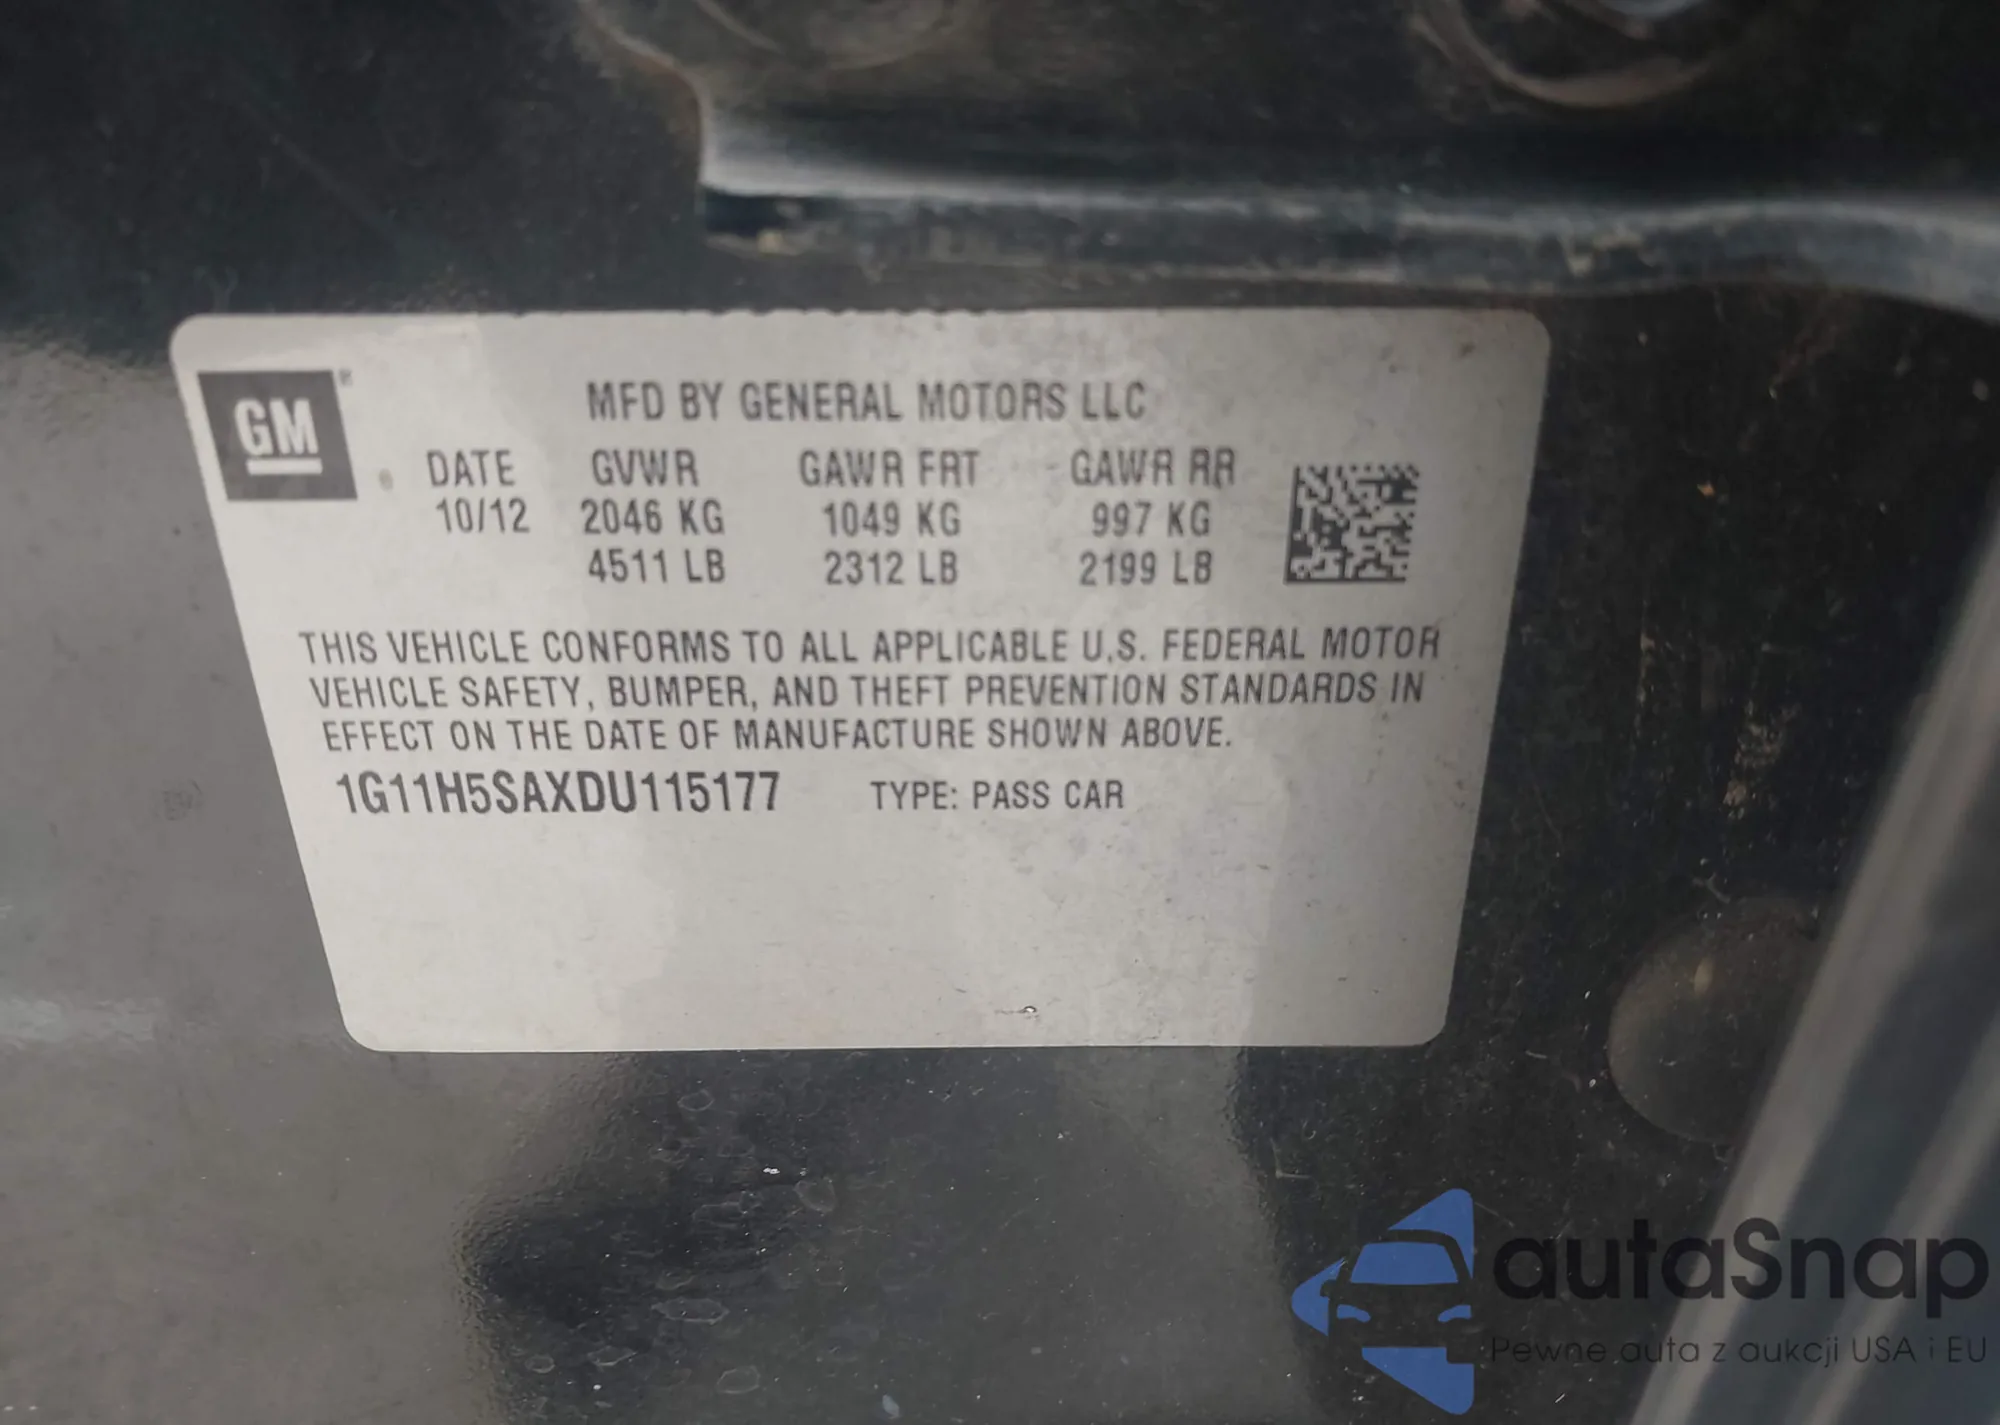 GM
MFD BY GENERAL MOTORS LLC
DATE GVWR GAWR FRT GAWR RR
10/12 2046 KG 1049 KG 997 KG
4511 LB 2312 LB 2199 LB
THIS VEHICLE CONFORMS TO ALL APPLICABLE U.S. FEDERAL MOTOR
VEHICLE SAFETY, BUMPER, AND THEFT PREVENTION STANDARDS IN
EFFECT ON THE DATE OF MANUFACTURE SHOWN ABOVE.
1G11H5SAXDU115177 TYPE: PASS CAR
autaSnap
Pewne auta z aukcji USA i EU